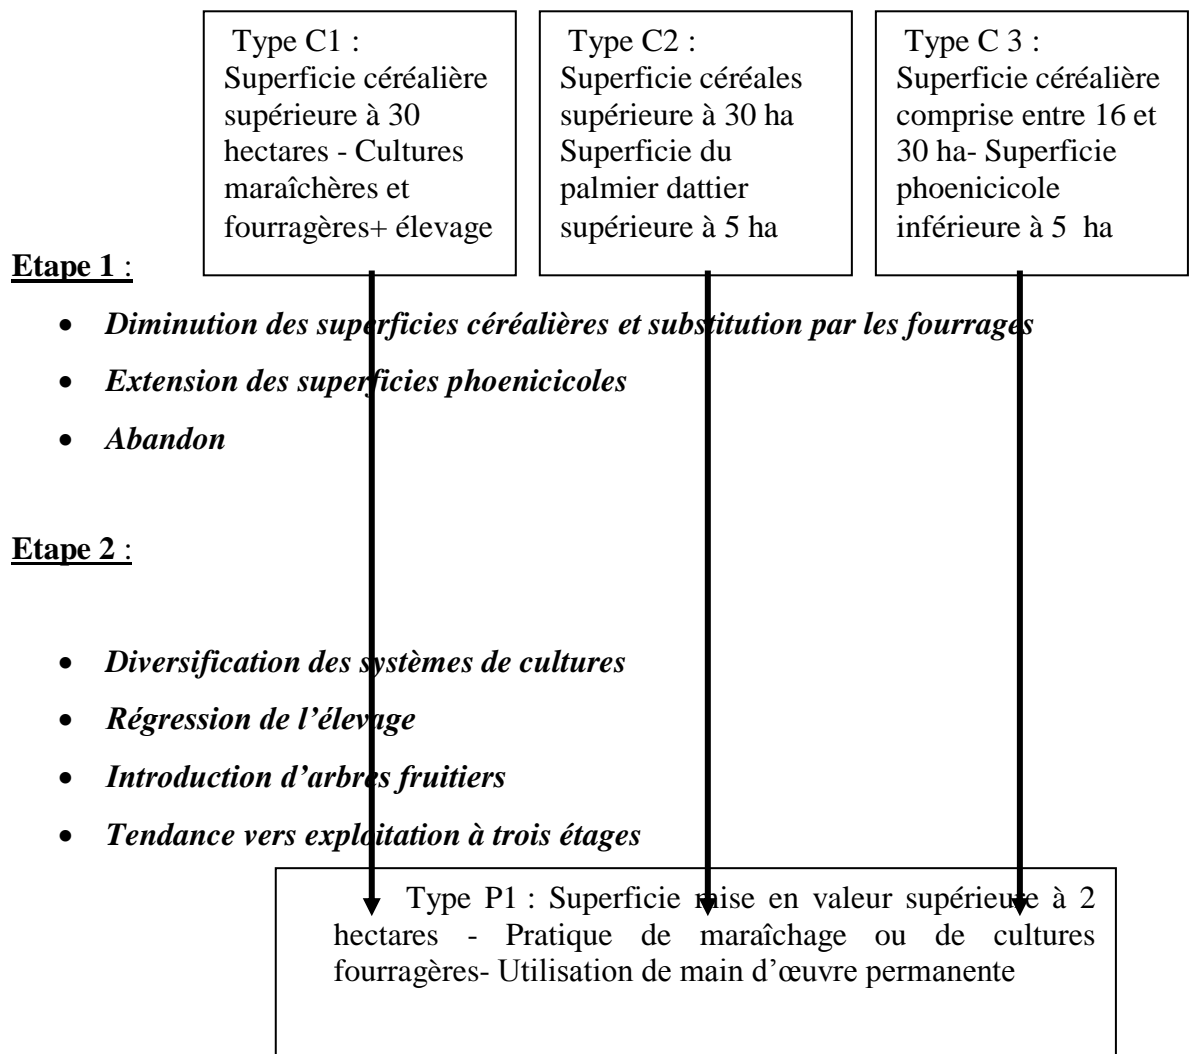 Type C1 :
Superficie céréalière
supérieure à 30
hectares - Cultures
maraîchères et
fourragères+ élevage
Type C2 :
Superficie céréales
supérieure à 30 ha
Superficie du
palmier dattier
supérieure à 5 ha
Type C 3 :
Superficie céréalière
comprise entre 16 et
30 ha- Superficie
phoenicicole
inférieure à 5 ha
Etape 1 :
• Diminution des superficies céréalières et substitution par les fourrages
• Extension des superficies phoenicicoles
• Abandon
Etape 2 :
• Diversification des systèmes de cultures
• Régression de l’élevage
• Introduction d’arbres fruitiers
• Tendance vers exploitation à trois étages
Type P1 : Superficie mise en valeur supérieure à 2
hectares - Pratique de maraîchage ou de cultures
fourragères- Utilisation de main d’œuvre permanente